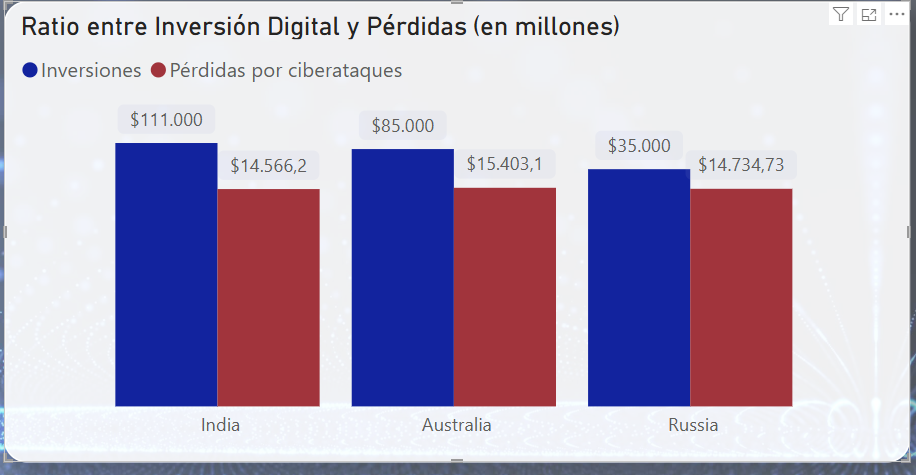 Ratio entre Inversión Digital y Pérdidas (en millones)
Inversiones Pérdidas por ciberataques
$111.000
$14.566,2
$85.000
$15.403,1
$35.000
$14.734,73
India
Australia
Russia